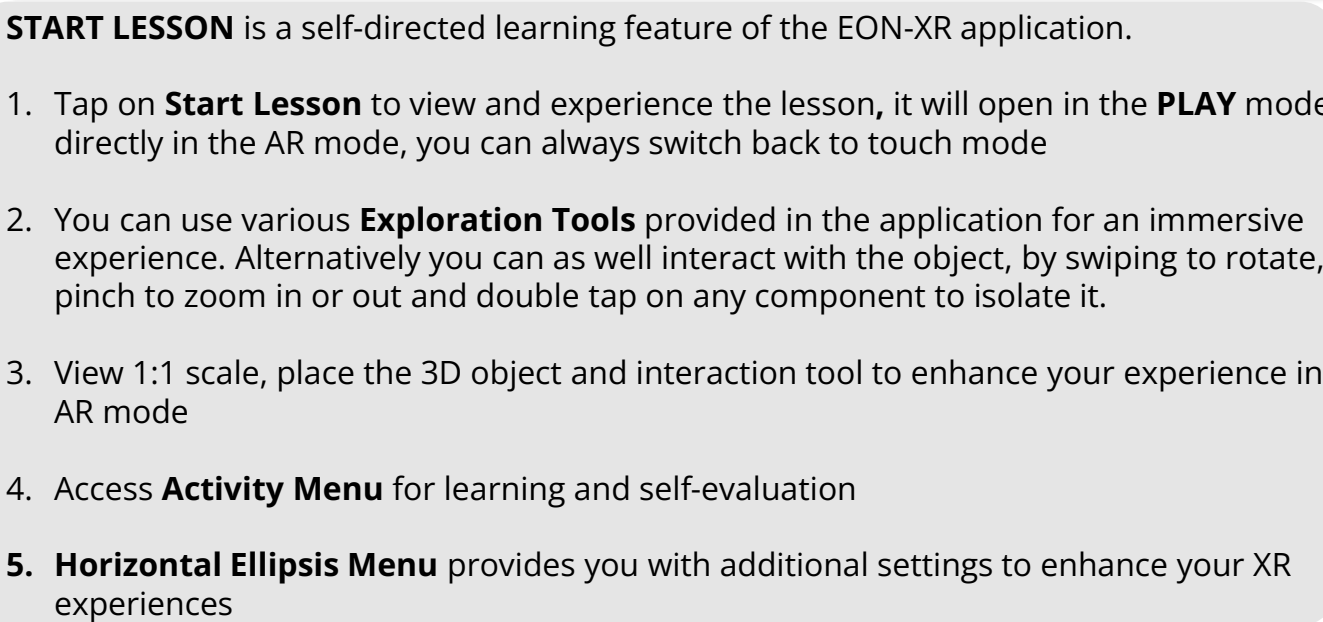 START LESSON is a self-directed learning feature of the EON-XR application.
1. Tap on Start Lesson to view and experience the lesson, it will open in the PLAY mode
directly in the AR mode, you can always switch back to touch mode
2. You can use various Exploration Tools provided in the application for an immersive
experience. Alternatively you can as well interact with the object, by swiping to rotate,
pinch to zoom in or out and double tap on any component to isolate it.
3. View 1:1 scale, place the 3D object and interaction tool to enhance your experience in
AR mode
4. Access Activity Menu for learning and self-evaluation
5. Horizontal Ellipsis Menu provides you with additional settings to enhance your XR
experiences